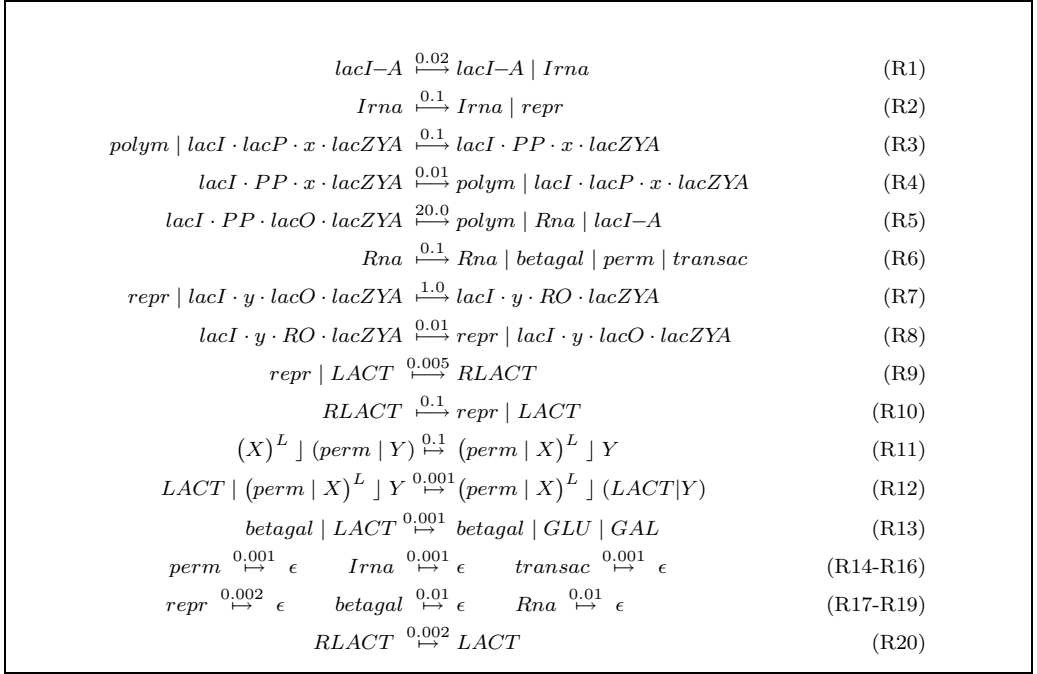 lacI–A ⟼^{0.02} lacI–A | Irna (R1)
Irna ⟼^{0.1} Irna | repr (R2)
polym | lacI · lacP · x · lacZYA ⟼^{0.1} lacI · PP · x · lacZYA (R3)
lacI · PP · x · lacZYA ⟼^{0.01} polym | lacI · lacP · x · lacZYA (R4)
lacI · PP · lacO · lacZYA ⟼^{20.0} polym | Rna | lacI–A (R5)
Rna ⟼^{0.1} Rna | betagal | perm | transac (R6)
repr | lacI · y · lacO · lacZYA ⟼^{1.0} lacI · y · RO · lacZYA (R7)
lacI · y · RO · lacZYA ⟼^{0.01} repr | lacI · y · lacO · lacZYA (R8)
repr | LACT ⟼^{0.005} RLACT (R9)
RLACT ⟼^{0.1} repr | LACT (R10)
(X)^L ⌋ (perm | Y) ↦^{0.1} (perm | X)^L ⌋ Y (R11)
LACT | (perm | X)^L ⌋ Y ↦^{0.001} (perm | X)^L ⌋ (LACT|Y) (R12)
betagal | LACT ↦^{0.001} betagal | GLU | GAL (R13)
perm ↦^{0.001} ϵ Irna ↦^{0.001} ϵ transac ↦^{0.001} ϵ (R14-R16)
repr ↦^{0.002} ϵ betagal ↦^{0.01} ϵ Rna ↦^{0.01} ϵ (R17-R19)
RLACT ↦^{0.002} LACT (R20)